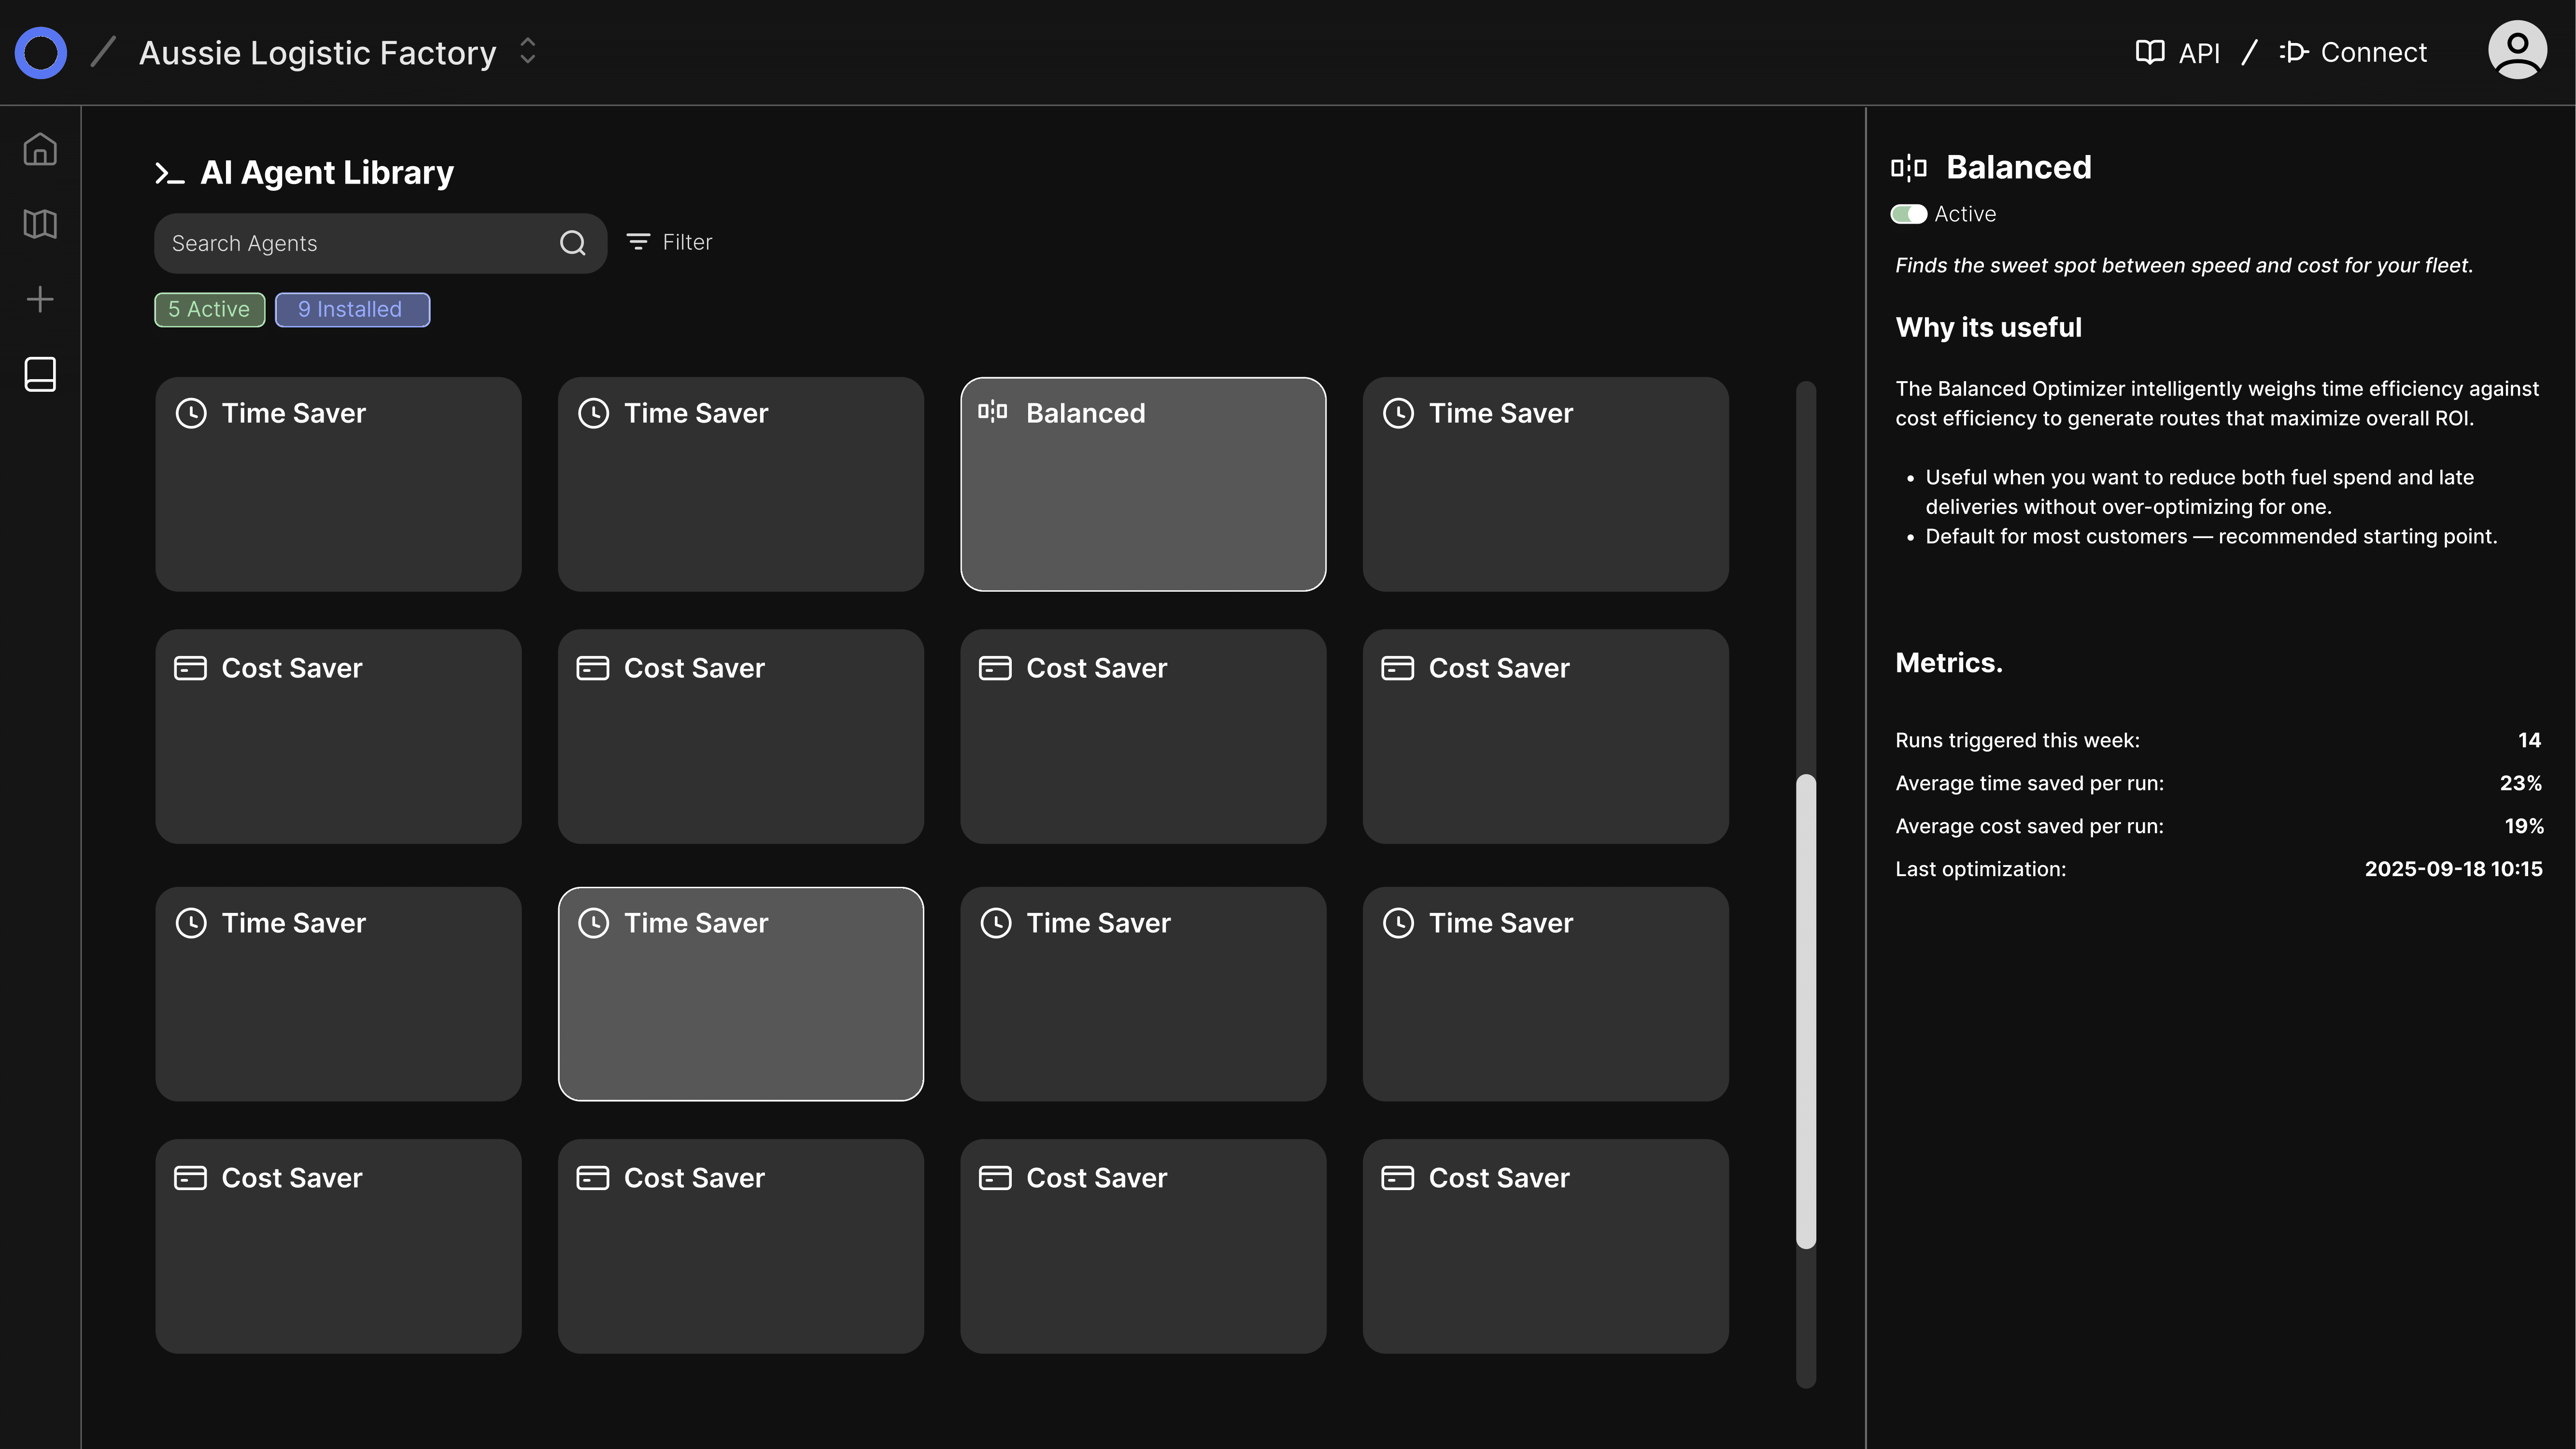 / Aussie Logistic Factory
API / Connect
AI Agent Library
Search Agents
Filter
5 Active
9 Installed
Time Saver
Time Saver
Balanced
Time Saver
Cost Saver
Cost Saver
Cost Saver
Cost Saver
Time Saver
Time Saver
Time Saver
Time Saver
Cost Saver
Cost Saver
Cost Saver
Cost Saver
Balanced
Active
Finds the sweet spot between speed and cost for your fleet.
Why its useful
The Balanced Optimizer intelligently weighs time efficiency against
cost efficiency to generate routes that maximize overall ROI.
• Useful when you want to reduce both fuel spend and late
deliveries without over-optimizing for one.
• Default for most customers — recommended starting point.
Metrics.
Runs triggered this week: 14
Average time saved per run: 23%
Average cost saved per run: 19%
Last optimization: 2025-09-18 10:15